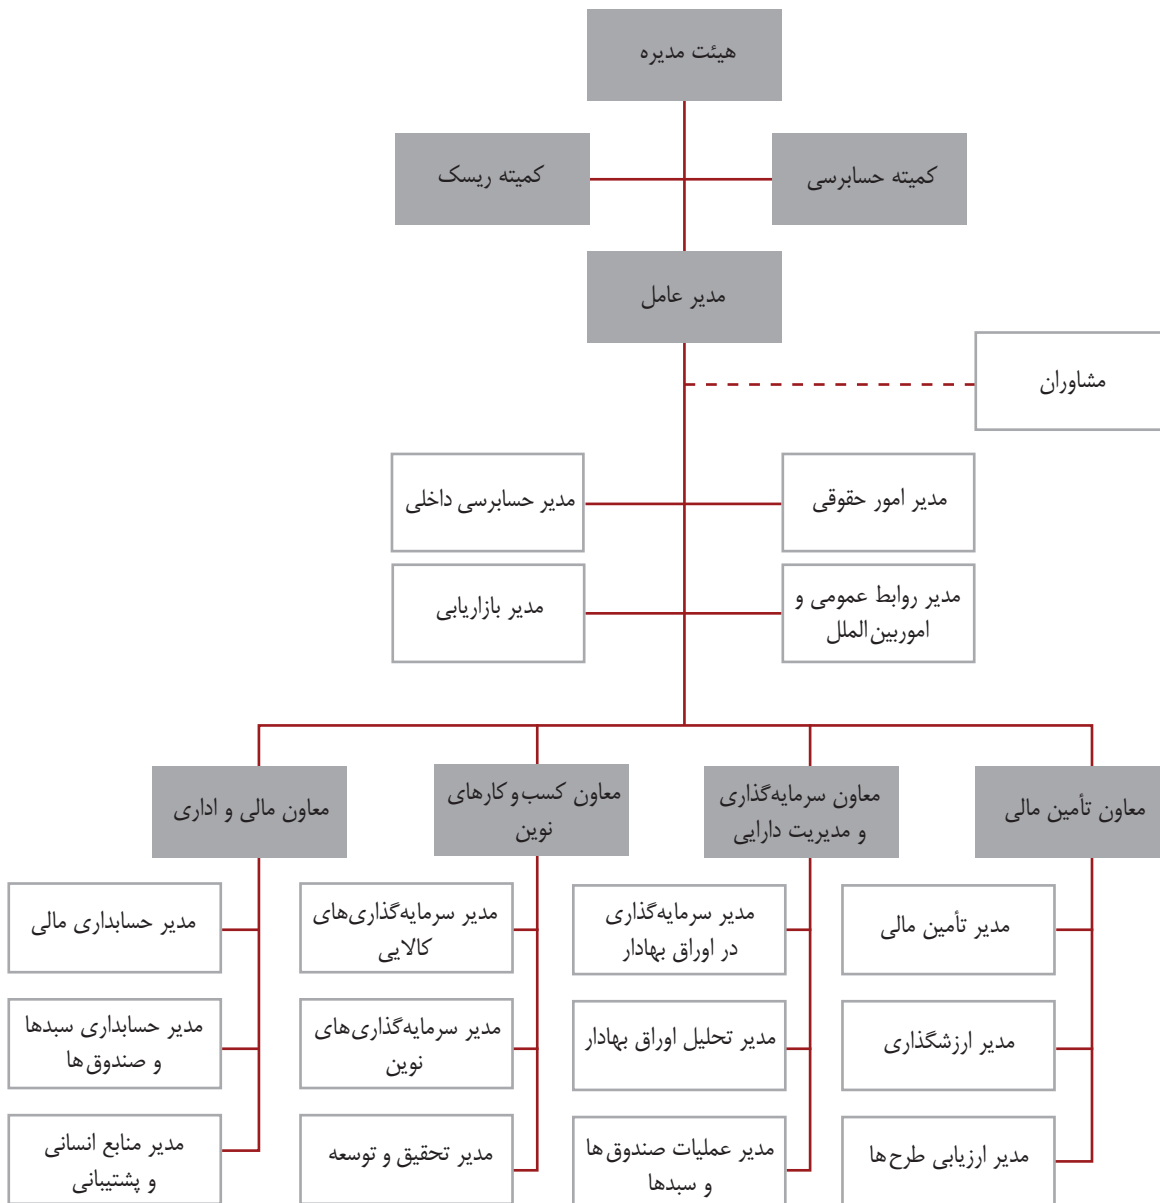 هیئت مدیره
کمیته حسابرسی
کمیته ریسک
مدیر عامل
مشاوران
مدیر امور حقوقی
مدیر حسابرسی داخلی
مدیر روابط عمومی و
اموربین‌الملل
مدیر بازاریابی
معاون تأمین مالی
معاون سرمایه‌گذاری
و مدیریت دارایی
معاون کسب‌وکارهای
نوین
معاون مالی و اداری
مدیر تأمین مالی
مدیر سرمایه‌گذاری
در اوراق بهادار
مدیر سرمایه‌گذاری‌های
کالایی
مدیر حسابداری مالی
مدیر ارزشگذاری
مدیر تحلیل اوراق بهادار
مدیر سرمایه‌گذاری‌های
نوین
مدیر حسابداری سبدها
و صندوق‌ها
مدیر ارزیابی طرح‌ها
مدیر عملیات صندوق‌ها
و سبدها
مدیر تحقیق و توسعه
مدیر منابع انسانی
و پشتیبانی